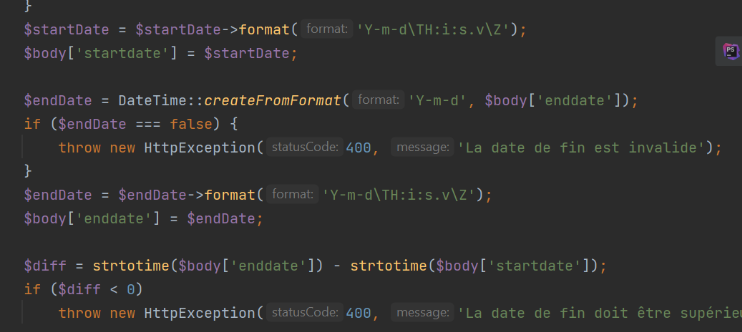 }
$startDate = $startDate->format( format: 'Y-m-d\TH:i:s.v\Z');
$body['startdate'] = $startDate;
$endDate = DateTime::createFromFormat( format: 'Y-m-d', $body['enddate']);
if ($endDate === false) {
throw new HttpException( statusCode: 400, message: 'La date de fin est invalide');
}
$endDate = $endDate->format( format: 'Y-m-d\TH:i:s.v\Z');
$body['enddate'] = $endDate;
$diff = strtotime($body['enddate']) - strtotime($body['startdate']);
if ($diff < 0)
throw new HttpException( statusCode: 400, message: 'La date de fin doit être supérieu
PS